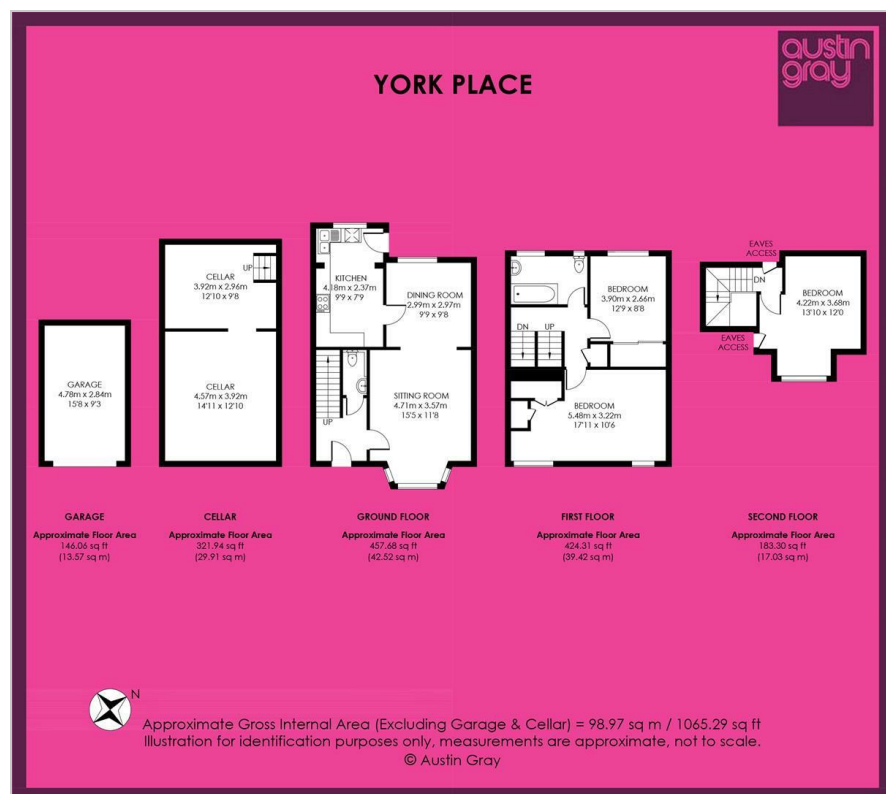 austin
gray
YORK PLACE
GARAGE
4.78m x 2.84m
15'8 x 9'3
CELLAR
3.92m x 2.96m
12'10 x 9'8
UP
CELLAR
4.57m x 3.92m
14'11 x 12'10
KITCHEN
4.18m x 2.37m
9'9 x 7'9
DINING ROOM
2.99m x 2.97m
9'9 x 9'8
SITTING ROOM
4.71m x 3.57m
15'5 x 11'8
UP
BEDROOM
3.90m x 2.66m
12'9 x 8'8
DN
UP
BEDROOM
5.48m x 3.22m
17'11 x 10'6
EAVES
ACCESS
DN
BEDROOM
4.22m x 3.68m
13'10 x 12'0
EAVES
ACCESS
GARAGE
Approximate Floor Area
146.06 sq ft
(13.57 sq m)
CELLAR
Approximate Floor Area
321.94 sq ft
(29.91 sq m)
GROUND FLOOR
Approximate Floor Area
457.68 sq ft
(42.52 sq m)
FIRST FLOOR
Approximate Floor Area
424.31 sq ft
(39.42 sq m)
SECOND FLOOR
Approximate Floor Area
183.30 sq ft
(17.03 sq m)
N
Approximate Gross Internal Area (Excluding Garage & Cellar) = 98.97 sq m / 1065.29 sq ft
Illustration for identification purposes only, measurements are approximate, not to scale.
© Austin Gray